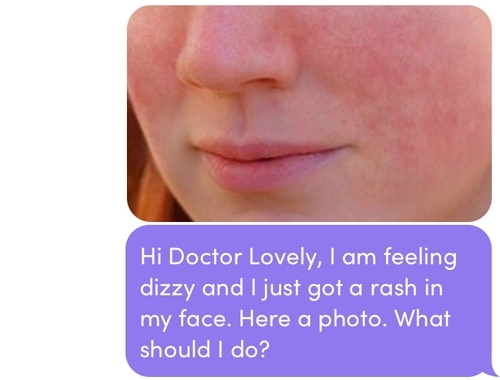 Hi Doctor Lovely, I am feeling
dizzy and I just got a rash in
my face. Here a photo. What
should I do?